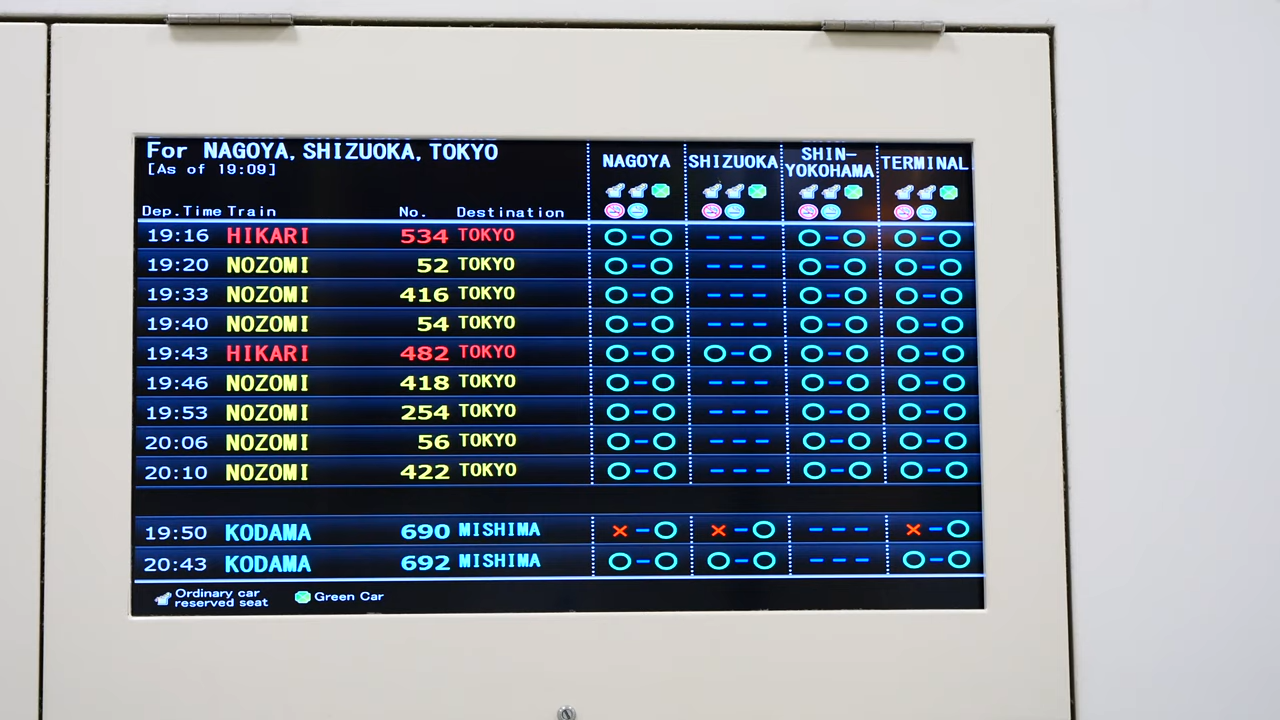 For NAGOYA, SHIZUOKA, TOKYO
[As of 19:09]
NAGOYA SHIZUOKA SHIN-YOKOHAMA TERMINAL
Dep.Time Train No. Destination
19:16 HIKARI 534 TOKYO ○-○ --- ○-○ ○-○
19:20 NOZOMI 52 TOKYO ○-○ --- ○-○ ○-○
19:33 NOZOMI 416 TOKYO ○-○ --- ○-○ ○-○
19:40 NOZOMI 54 TOKYO ○-○ --- ○-○ ○-○
19:43 HIKARI 482 TOKYO ○-○ ○-○ ○-○ ○-○
19:46 NOZOMI 418 TOKYO ○-○ --- ○-○ ○-○
19:53 NOZOMI 254 TOKYO ○-○ --- ○-○ ○-○
20:06 NOZOMI 56 TOKYO ○-○ --- ○-○ ○-○
20:10 NOZOMI 422 TOKYO ○-○ --- ○-○ ○-○
19:50 KODAMA 690 MISHIMA ×-○ ×-○ --- ×-○
20:43 KODAMA 692 MISHIMA ○-○ ○-○ --- ○-○
Ordinary car
reserved seat
Green Car